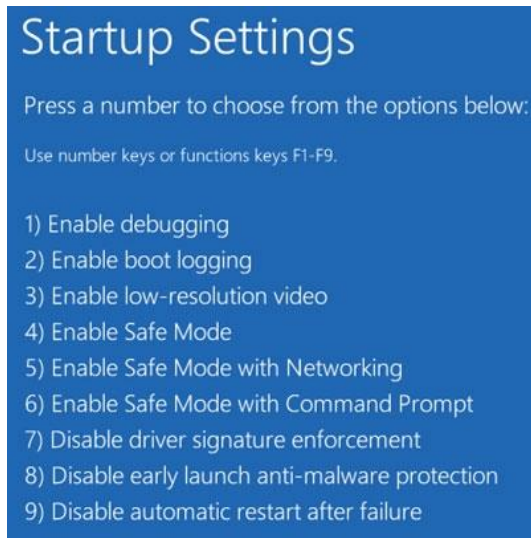 Startup Settings
Press a number to choose from the options below:
Use number keys or functions keys F1-F9.
1) Enable debugging
2) Enable boot logging
3) Enable low-resolution video
4) Enable Safe Mode
5) Enable Safe Mode with Networking
6) Enable Safe Mode with Command Prompt
7) Disable driver signature enforcement
8) Disable early launch anti-malware protection
9) Disable automatic restart after failure